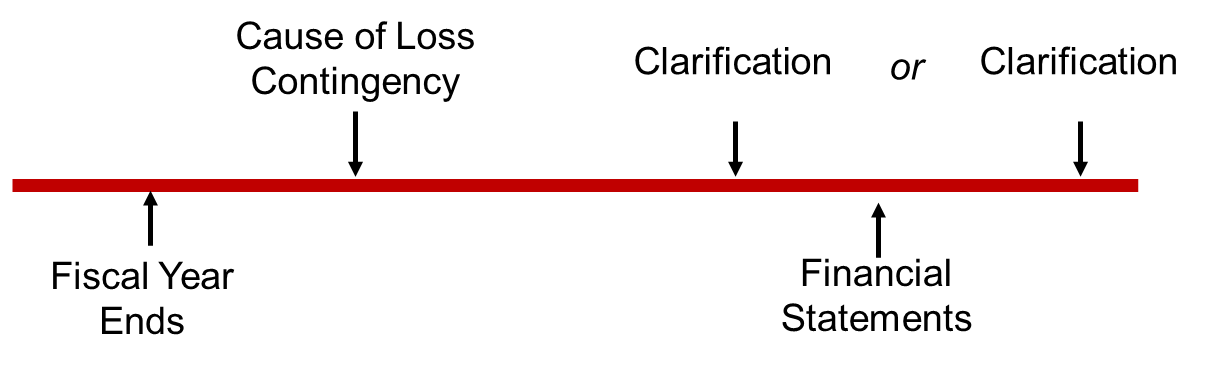 Cause of Loss
Contingency
Clarification or Clarification
Fiscal Year
Ends
Financial
Statements